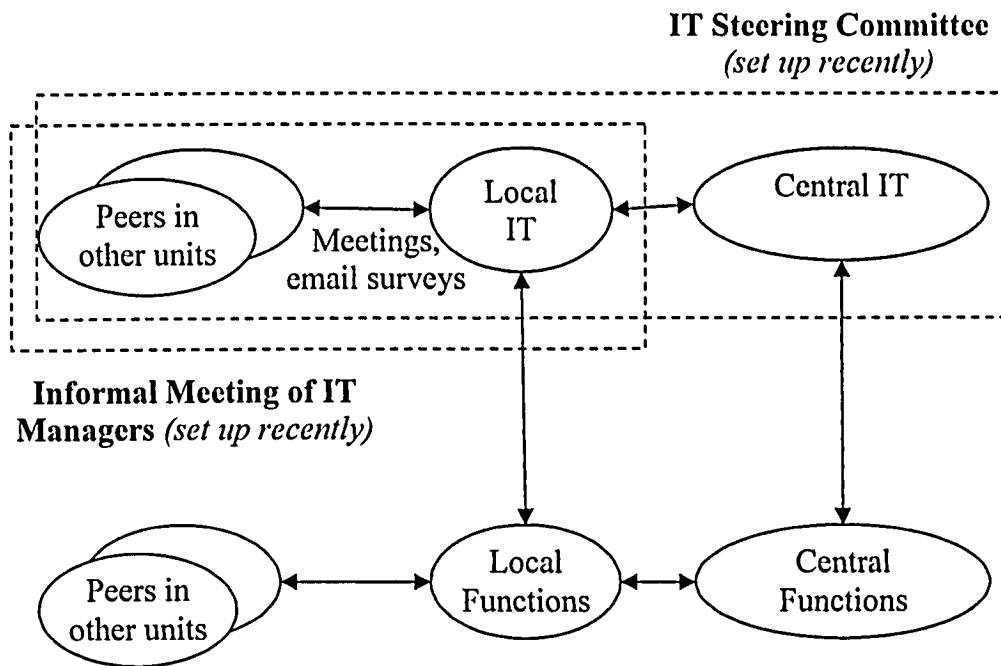 IT Steering Committee
(set up recently)
Peers in
other units
Meetings,
email surveys
Local
IT
Central IT
Informal Meeting of IT
Managers (set up recently)
Peers in
other units
Local
Functions
Central
Functions